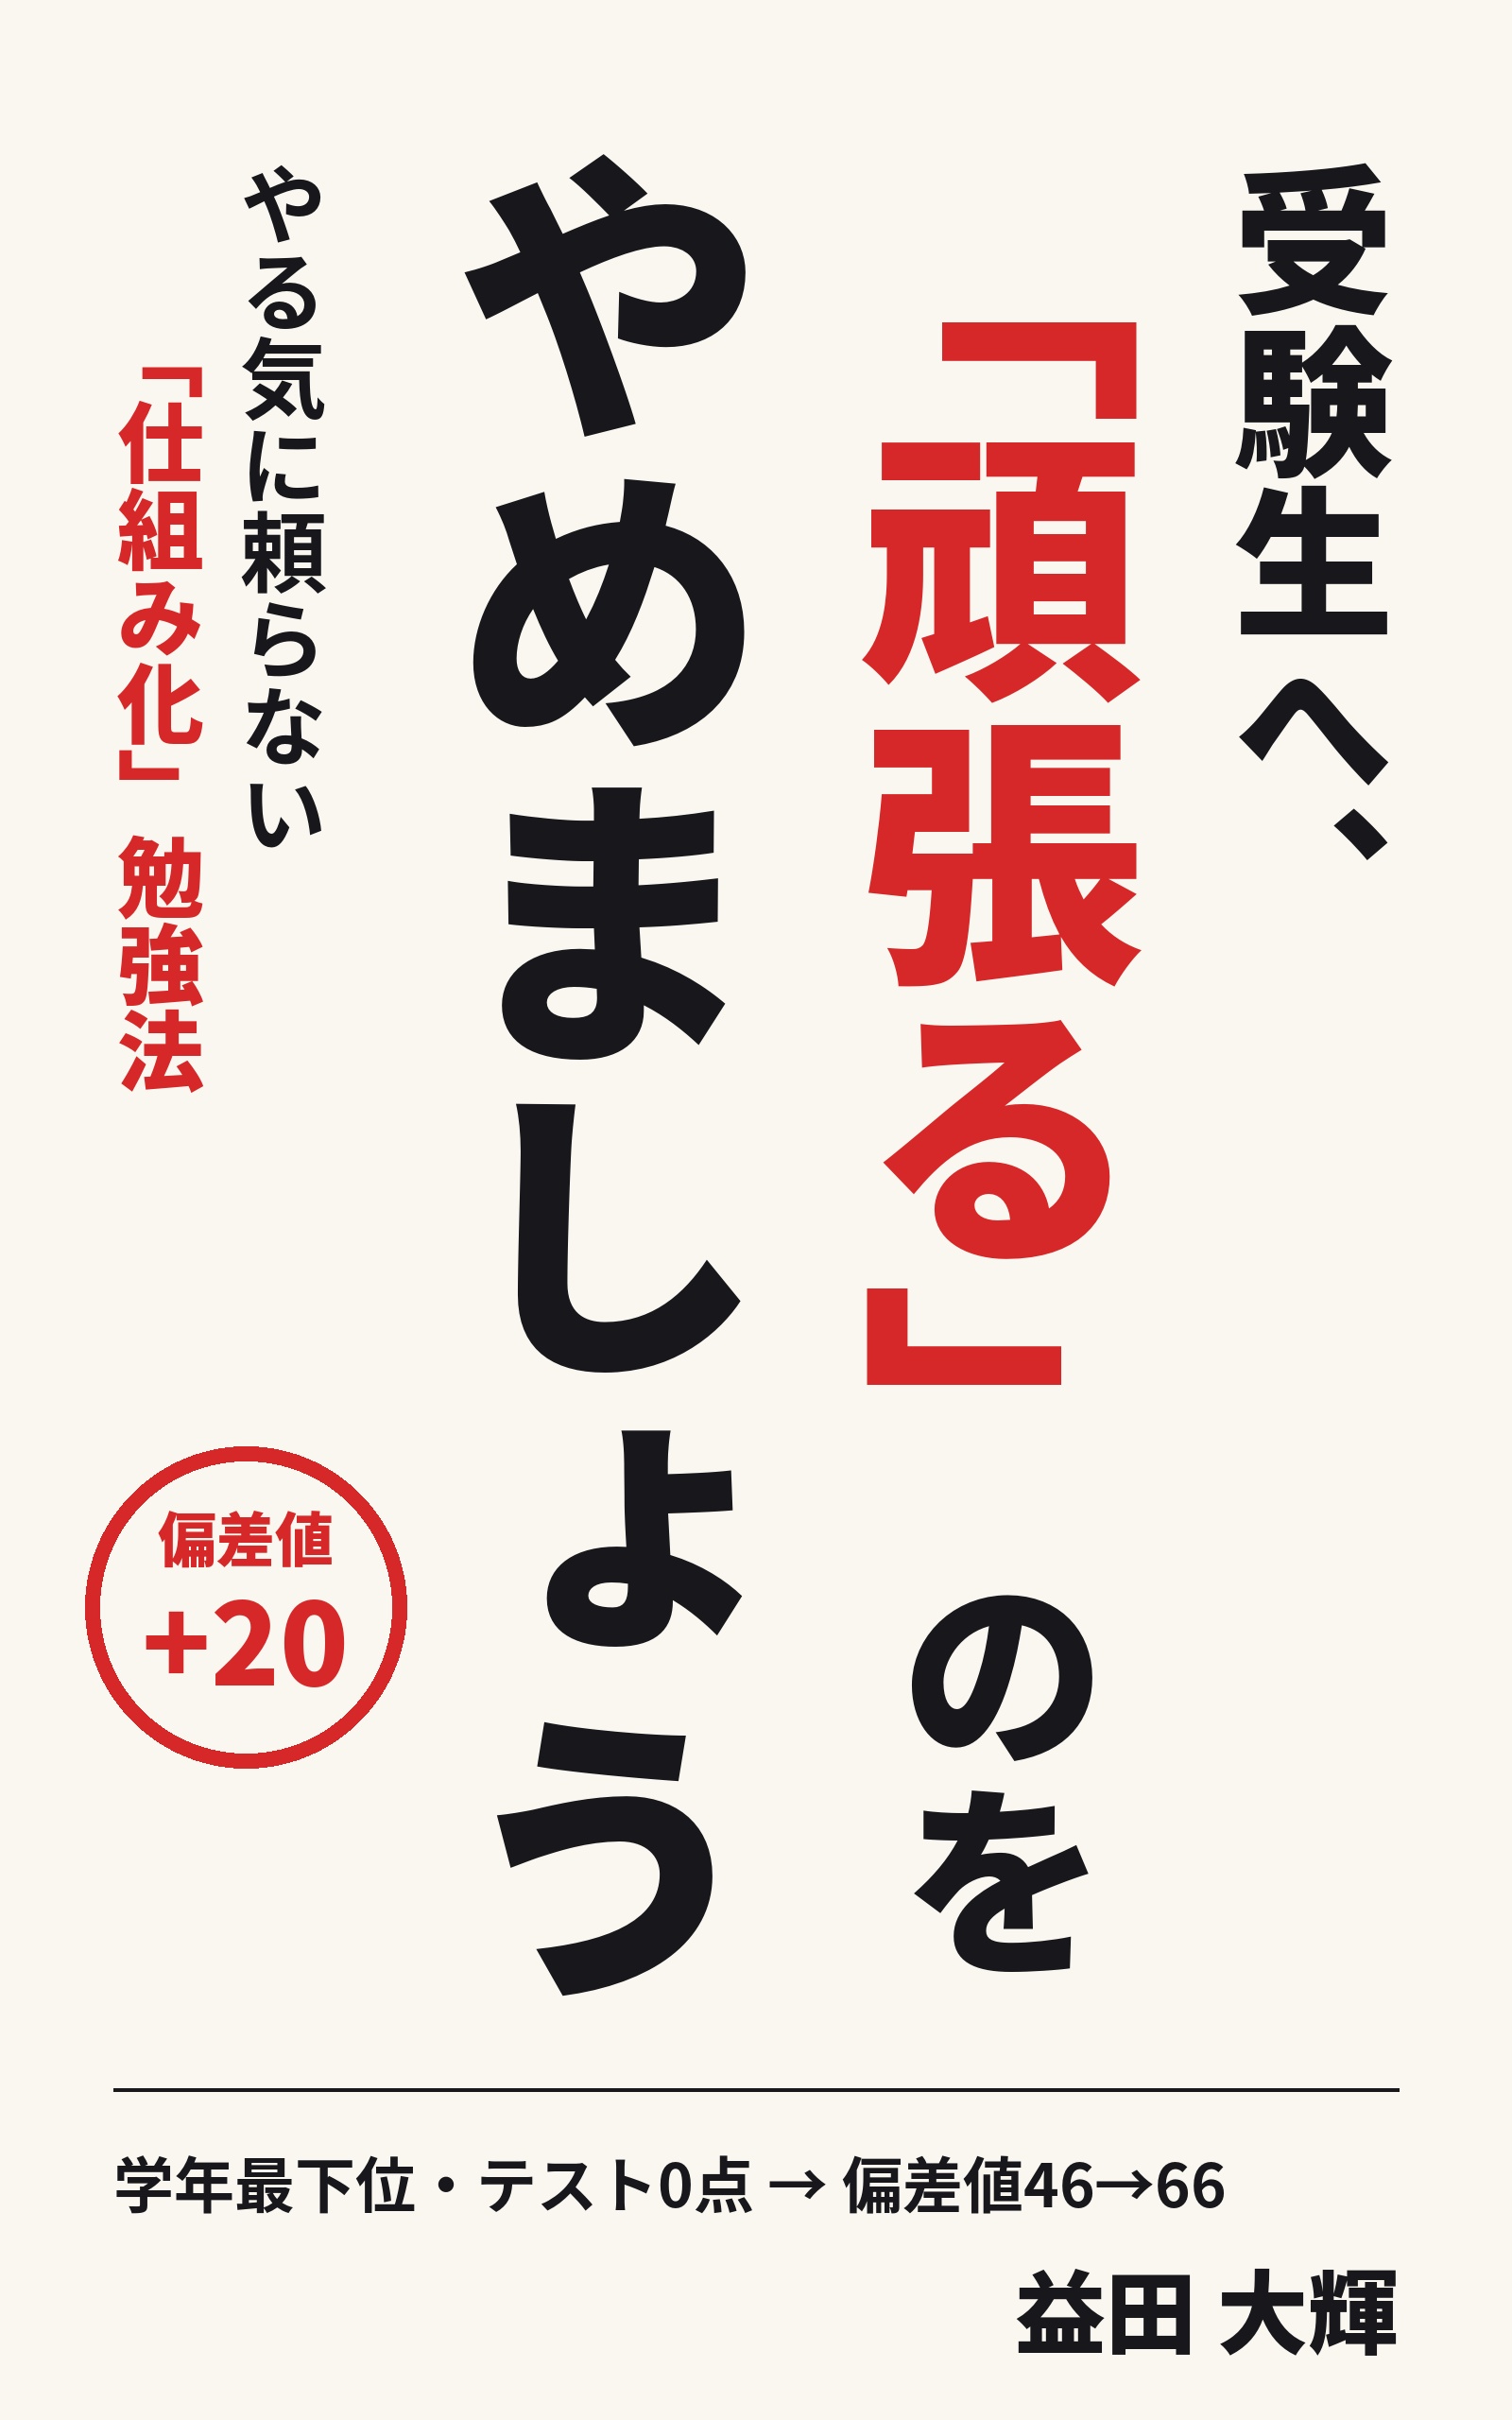 受験生へ、
「頑張る」のを
やめましょう
やる気に頼らない
「仕組み化」勉強法
偏差値
+20
学年最下位・テスト0点 → 偏差値46→66
益田 大輝